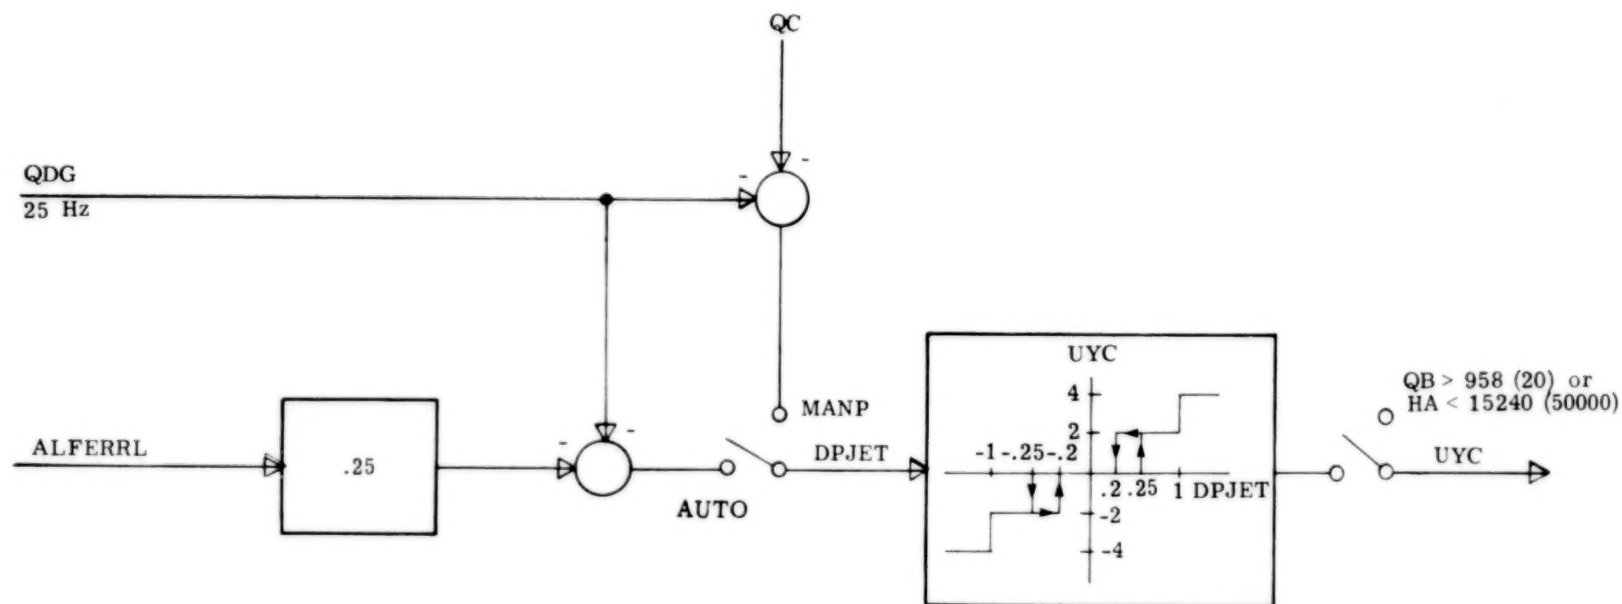 QC
-
-
QDG
25 Hz
MANP
QB > 958 (20) or
HA < 15240 (50000)
ALFERRL
.25
-
-
AUTO
DPJET
UYC
4
2
-1 -.25 -.2
.2 .25 1 DPJET
-2
-4
UYC